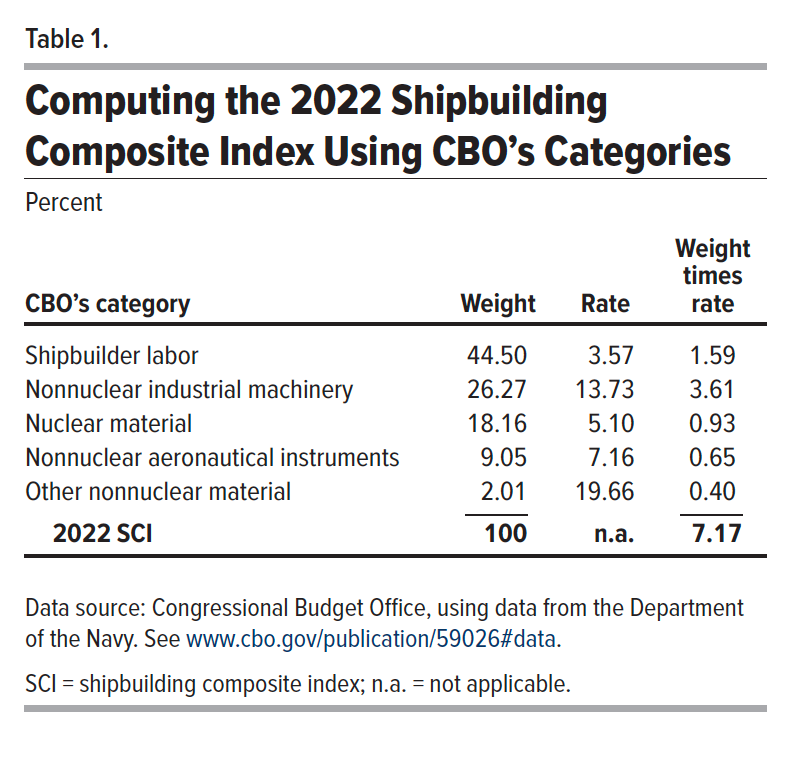 Table 1.
Computing the 2022 Shipbuilding
Composite Index Using CBO’s Categories
Percent
CBO’s category Weight Rate Weight times rate
Shipbuilder labor 44.50 3.57 1.59
Nonnuclear industrial machinery 26.27 13.73 3.61
Nuclear material 18.16 5.10 0.93
Nonnuclear aeronautical instruments 9.05 7.16 0.65
Other nonnuclear material 2.01 19.66 0.40
2022 SCI 100 n.a. 7.17
Data source: Congressional Budget Office, using data from the Department
of the Navy. See www.cbo.gov/publication/59026#data.
SCI = shipbuilding composite index; n.a. = not applicable.